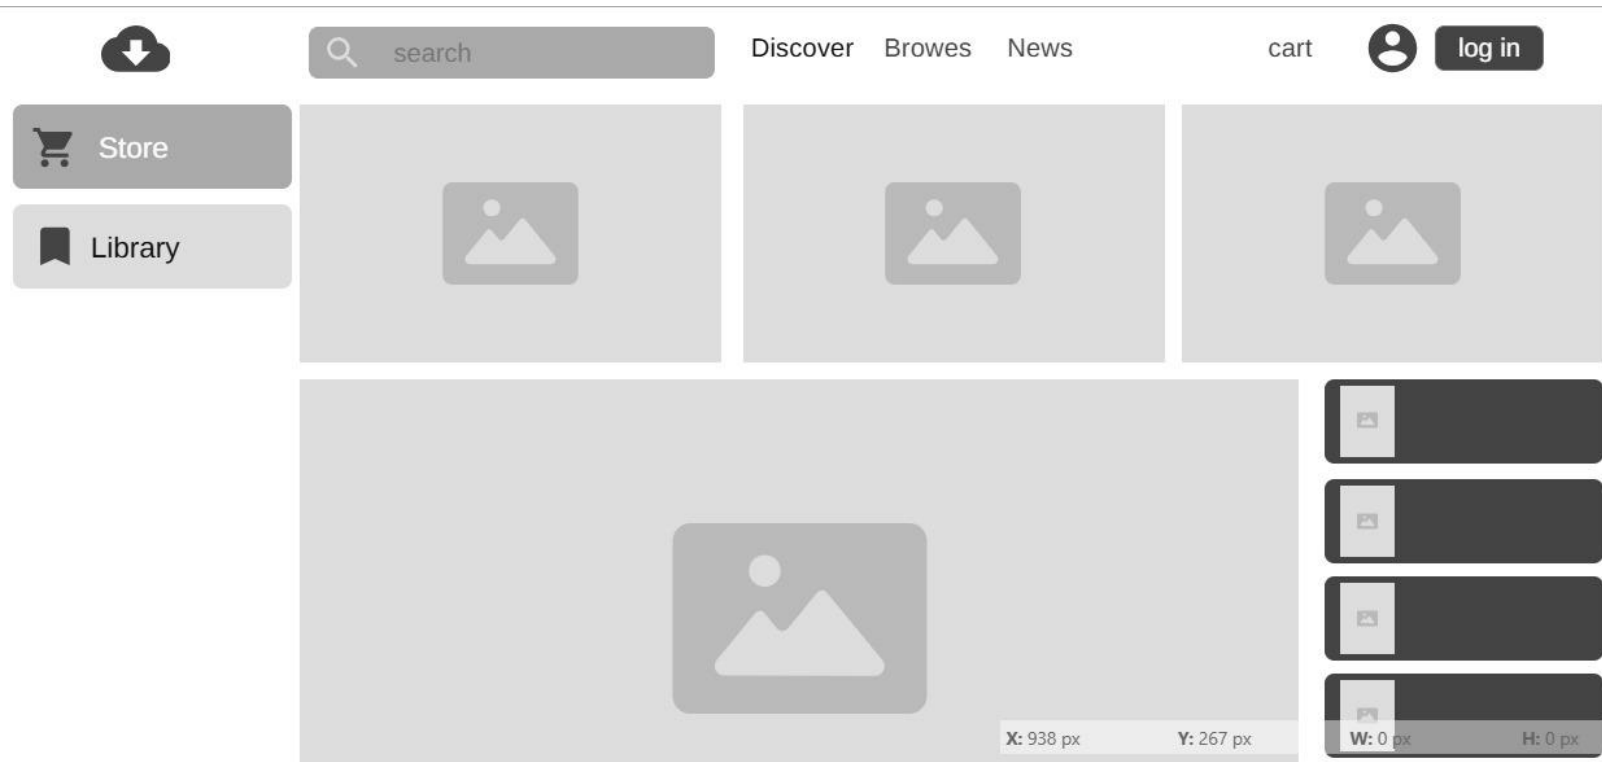 search
Discover Browes News
cart
log in
Store
Library
X: 938 px Y: 267 px W: 0 px H: 0 px